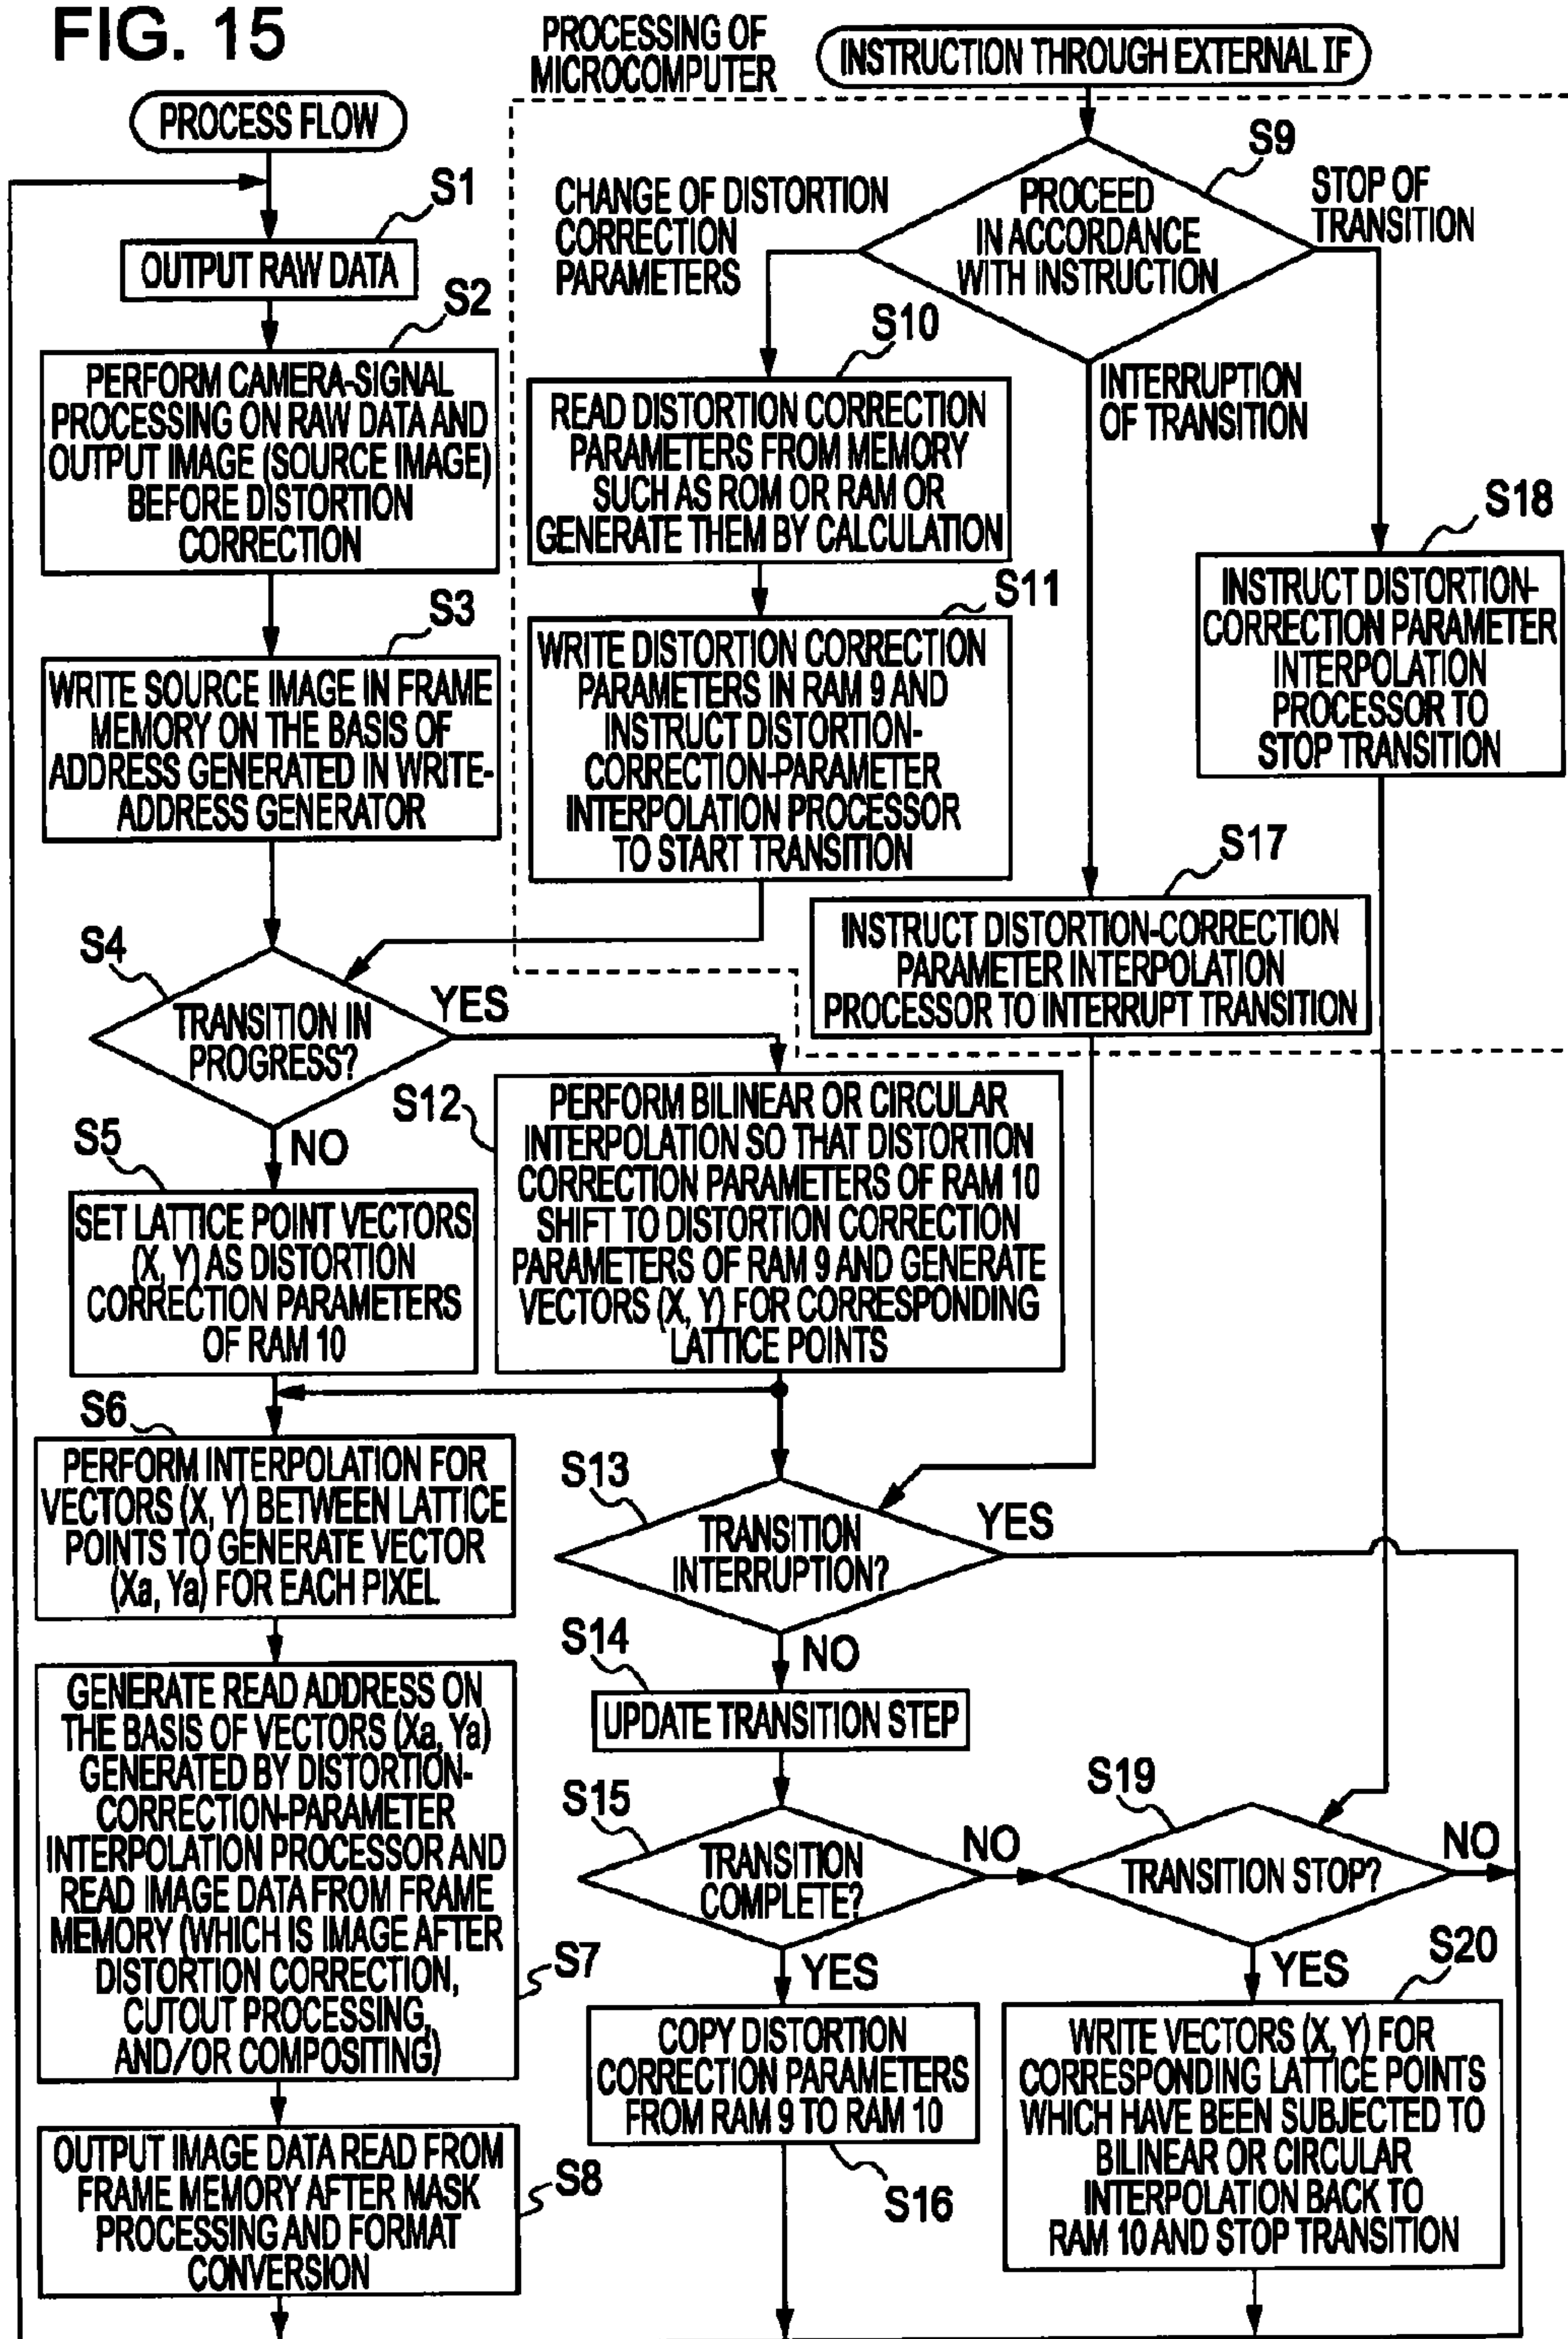 FIG. 15
PROCESS FLOW
S1
OUTPUT RAW DATA
S2
PERFORM CAMERA-SIGNAL
PROCESSING ON RAW DATA AND
OUTPUT IMAGE (SOURCE IMAGE)
BEFORE DISTORTION
CORRECTION
S3
WRITE SOURCE IMAGE IN FRAME
MEMORY ON THE BASIS OF
ADDRESS GENERATED IN WRITE-
ADDRESS GENERATOR
S4
TRANSITION IN
PROGRESS?
YES
NO
S5
SET LATTICE POINT VECTORS
(X, Y) AS DISTORTION
CORRECTION PARAMETERS
OF RAM 10
S6
PERFORM INTERPOLATION FOR
VECTORS (X, Y) BETWEEN LATTICE
POINTS TO GENERATE VECTOR
(Xa, Ya) FOR EACH PIXEL
GENERATE READ ADDRESS ON
THE BASIS OF VECTORS (Xa, Ya)
GENERATED BY DISTORTION-
CORRECTION-PARAMETER
INTERPOLATION PROCESSOR AND
READ IMAGE DATA FROM FRAME
MEMORY (WHICH IS IMAGE AFTER
DISTORTION CORRECTION,
CUTOUT PROCESSING,
AND/OR COMPOSITING)
S7
OUTPUT IMAGE DATA READ FROM
FRAME MEMORY AFTER MASK
PROCESSING AND FORMAT
CONVERSION
S8
PROCESSING OF
MICROCOMPUTER
INSTRUCTION THROUGH EXTERNAL IF
S9
PROCEED
IN ACCORDANCE
WITH INSTRUCTION
CHANGE OF DISTORTION
CORRECTION
PARAMETERS
STOP OF
TRANSITION
INTERRUPTION
OF TRANSITION
S10
READ DISTORTION CORRECTION
PARAMETERS FROM MEMORY
SUCH AS ROM OR RAM OR
GENERATE THEM BY CALCULATION
S11
WRITE DISTORTION CORRECTION
PARAMETERS IN RAM 9 AND
INSTRUCT DISTORTION-
CORRECTION-PARAMETER
INTERPOLATION PROCESSOR
TO START TRANSITION
S18
INSTRUCT DISTORTION-
CORRECTION PARAMETER
INTERPOLATION
PROCESSOR TO
STOP TRANSITION
S17
INSTRUCT DISTORTION-CORRECTION
PARAMETER INTERPOLATION
PROCESSOR TO INTERRUPT TRANSITION
S12
PERFORM BILINEAR OR CIRCULAR
INTERPOLATION SO THAT DISTORTION
CORRECTION PARAMETERS OF RAM 10
SHIFT TO DISTORTION CORRECTION
PARAMETERS OF RAM 9 AND GENERATE
VECTORS (X, Y) FOR CORRESPONDING
LATTICE POINTS
S13
TRANSITION
INTERRUPTION?
YES
NO
S14
UPDATE TRANSITION STEP
S15
TRANSITION
COMPLETE?
NO
YES
COPY DISTORTION
CORRECTION PARAMETERS
FROM RAM 9 TO RAM 10
S16
S19
TRANSITION STOP?
NO
YES
S20
WRITE VECTORS (X, Y) FOR
CORRESPONDING LATTICE POINTS
WHICH HAVE BEEN SUBJECTED TO
BILINEAR OR CIRCULAR
INTERPOLATION BACK TO
RAM 10 AND STOP TRANSITION